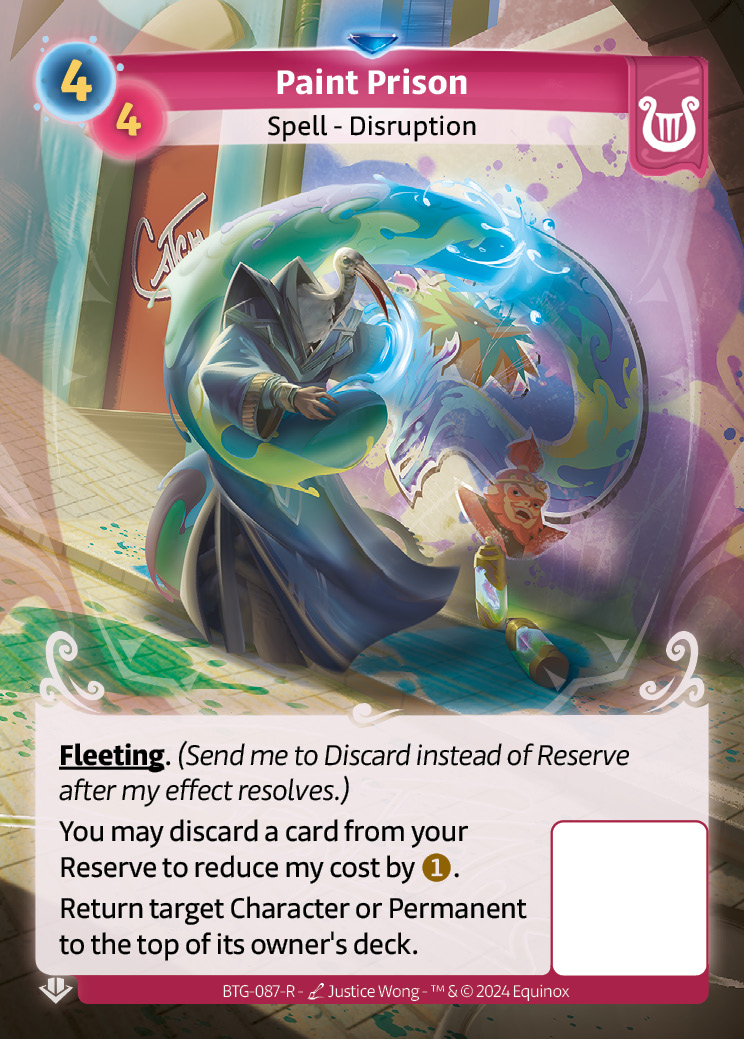 4
Paint Prison
4
Spell - Disruption
CATCH
Fleeting. (Send me to Discard instead of Reserve
after my effect resolves.)
You may discard a card from your
Reserve to reduce my cost by 1.
Return target Character or Permanent
to the top of its owner's deck.
BTG-087-R - Justice Wong - ™ & © 2024 Equinox